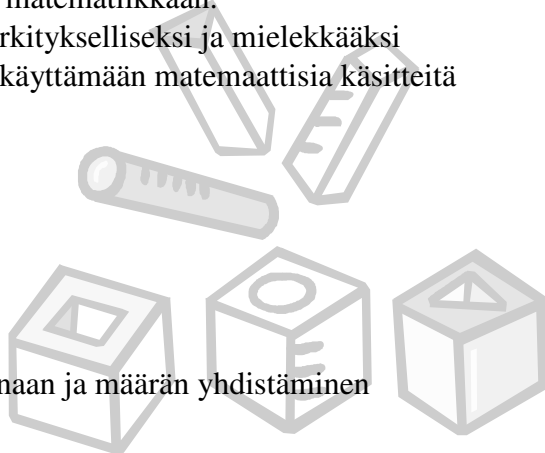 matematiikkaan.
rkitykselliseksi ja mielekkääksi
käyttämään matemaattisia käsitteitä
naan ja määrän yhdistäminen